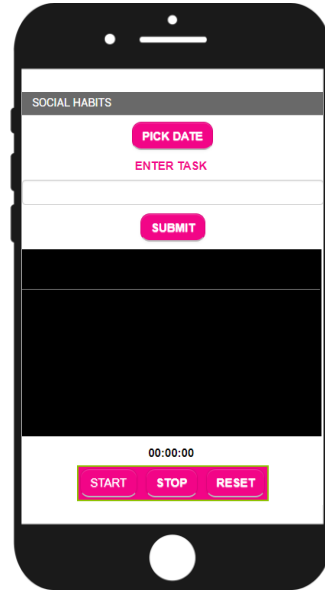 SOCIAL HABITS
PICK DATE
ENTER TASK
SUBMIT
00:00:00
START STOP RESET